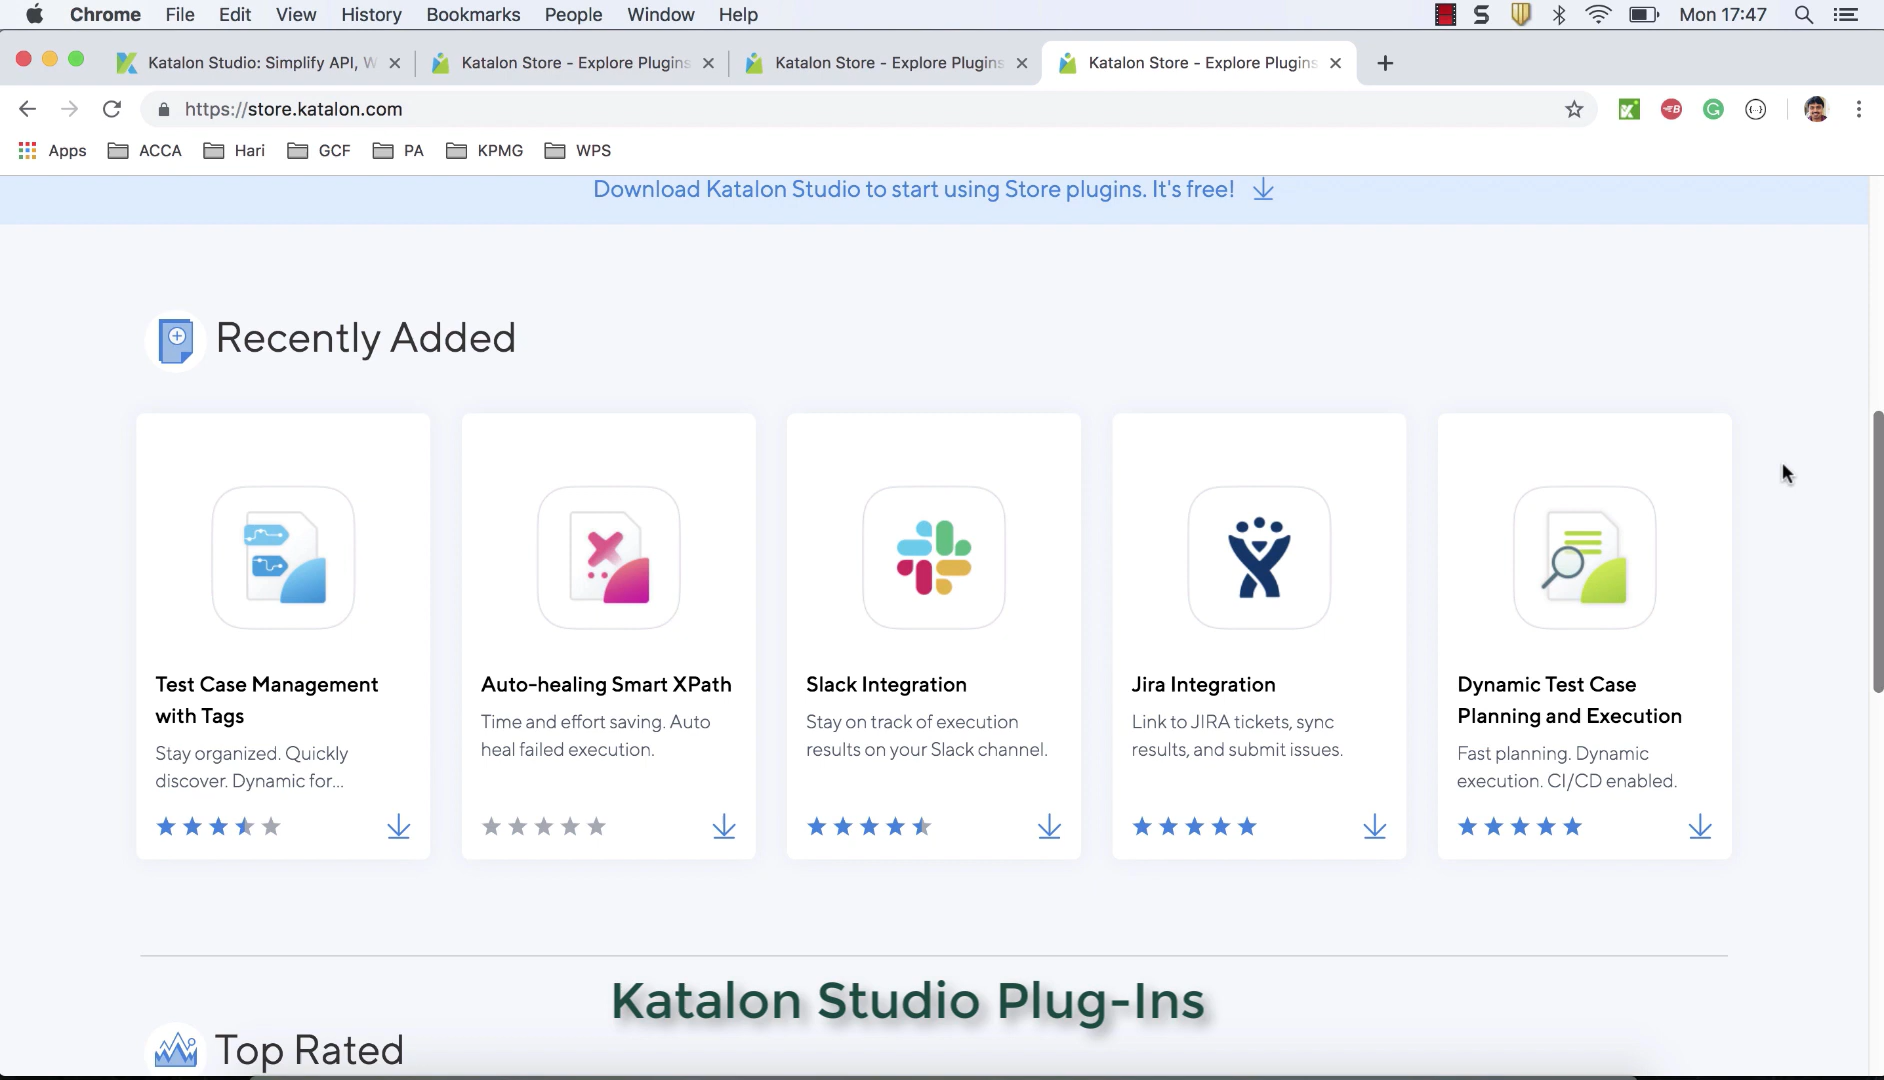 Chrome File Edit View History Bookmarks People Window Help Mon 17:47
Katalon Studio: Simplify API, W Katalon Store - Explore Plugins Katalon Store - Explore Plugins Katalon Store - Explore Plugins
https://store.katalon.com
Apps ACCA Hari GCF PA KPMG WPS
Download Katalon Studio to start using Store plugins. It's free!
Recently Added
Test Case Management
with Tags
Stay organized. Quickly
discover. Dynamic for...
Auto-healing Smart XPath
Time and effort saving. Auto
heal failed execution.
Slack Integration
Stay on track of execution
results on your Slack channel.
Jira Integration
Link to JIRA tickets, sync
results, and submit issues.
Dynamic Test Case
Planning and Execution
Fast planning. Dynamic
execution. CI/CD enabled.
Katalon Studio Plug-Ins
Top Rated